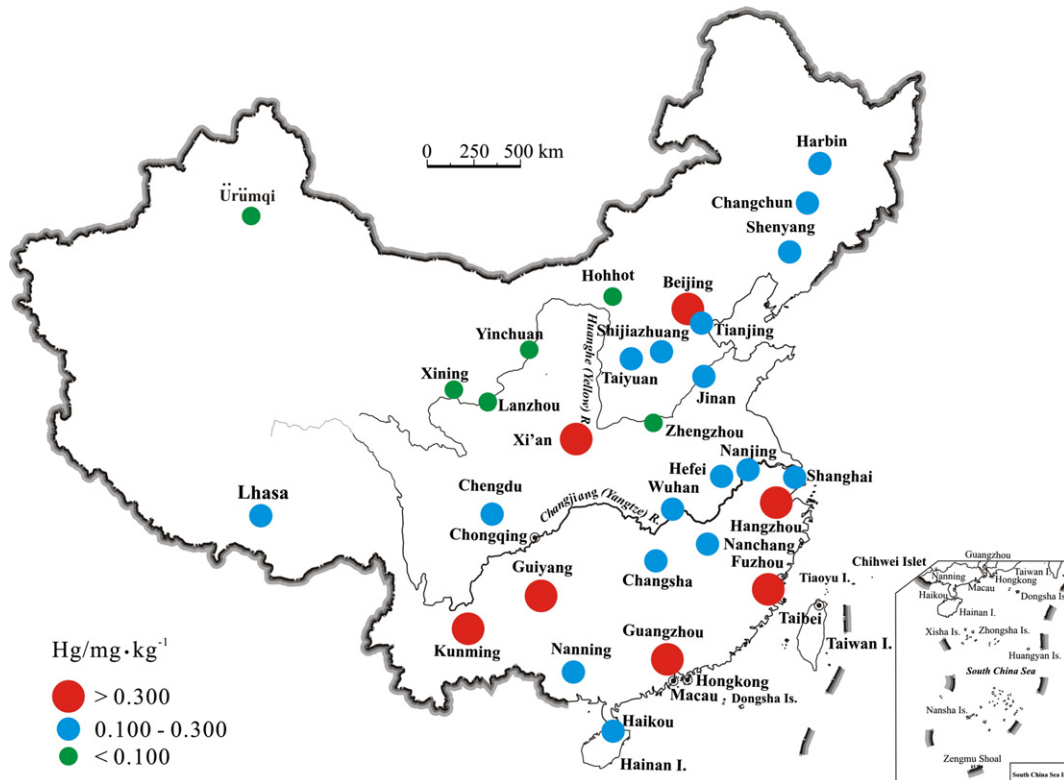 Harbin
Changchun
Shenyang
0 250 500 km
Ürümqi
Hohhot
Beijing
Tianjing
Shijiazhuang
Taiyuan
Jinan
Yinchuan
Huanghe (Yellow) R.
Xining
Lanzhou
Zhengzhou
Xi'an
Nanjing
Hefei
Shanghai
Wuhan
Lhasa
Chengdu
Chongqing
Changjiang (Yangtze) R.
Hangzhou
Nanchang
Changsha
Fuzhou
Guiyang
Kunming
Nanning
Guangzhou
Hongkong
Macau
Dongsha Is.
Haikou
Hainan I.
Tiaoyu I.
Chihwei Islet
Taibei
Taiwan I.
Hg/mg·kg-1
> 0.300
0.100 - 0.300
< 0.100
Guangzhou
Nanning
Taiwan I.
Hongkong
Macau
Haikou
Dongsha Is.
Hainan I.
Xisha Is.
Zhongsha Is.
Huangyan Is.
South China Sea
Nansha Is.
Zengmu Shoal